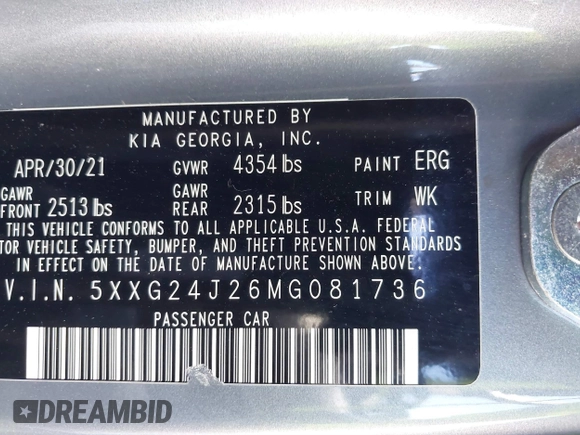 MANUFACTURED BY
KIA GEORGIA, INC.
APR/30/21 GVWR 4354 lbs PAINT ERG
GAWR FRONT 2513 lbs GAWR REAR 2315 lbs TRIM WK
THIS VEHICLE CONFORMS TO ALL APPLICABLE U.S.A. FEDERAL
MOTOR VEHICLE SAFETY, BUMPER, AND THEFT PREVENTION STANDARDS
IN EFFECT ON THE DATE OF MANUFACTURE SHOWN ABOVE.
V.I.N. 5XXG24J26MG081736
PASSENGER CAR
DREAMBID